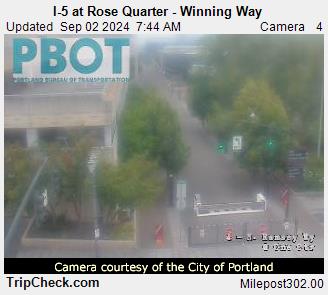 I-5 at Rose Quarter - Winning Way
Updated Sep 02 2024 7:44 AM Camera 4
PBOT
PORTLAND BUREAU OF TRANSPORTATION
Camera courtesy of the City of Portland
TripCheck.com Milepost302.00